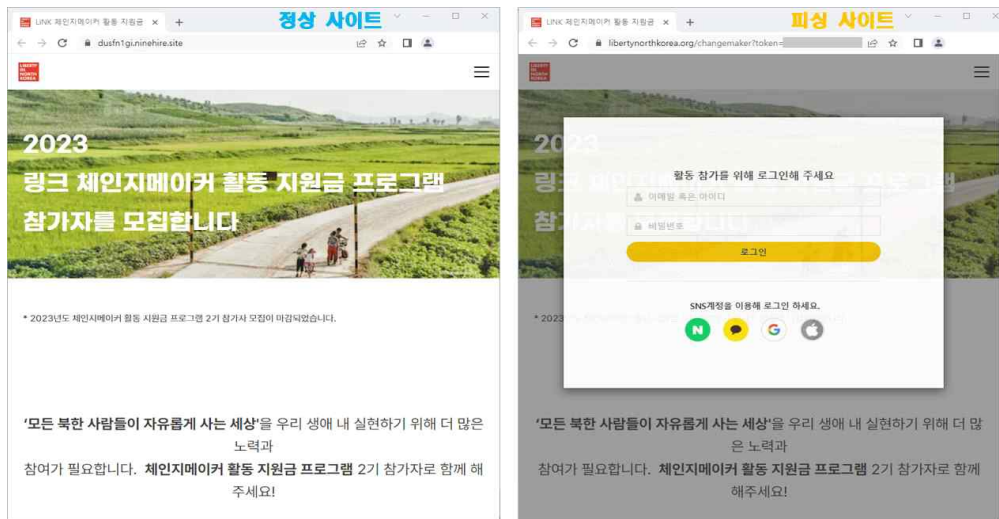 정상 사이트
LiNK 체인지메이커 활동 지원금
dusfn1gi.ninehire.site
LIBERTY IN NORTH KOREA
2023
링크 체인지메이커 활동 지원금 프로그램
참가자를 모집합니다
* 2023년도 체인지메이커 활동 지원금 프로그램 2기 참가자 모집이 마감되었습니다.
'모든 북한 사람들이 자유롭게 사는 세상'을 우리 생애 내 실현하기 위해 더 많은
노력과
참여가 필요합니다. 체인지메이커 활동 지원금 프로그램 2기 참가자로 함께 해
주세요!
피싱 사이트
LiNK 체인지메이커 활동 지원금
libertynorthkorea.org/changemaker?token=
2023
활동 참가를 위해 로그인해 주세요
이메일 혹은 아이디
비밀번호
로그인
SNS계정을 이용해 로그인 하세요.
* 2023
'모든 북한 사람들이 자유롭게 사는 세상'을 우리 생애 내 실현하기 위해 더 많
은 노력과
참여가 필요합니다. 체인지메이커 활동 지원금 프로그램 2기 참가자로 함께
해주세요!